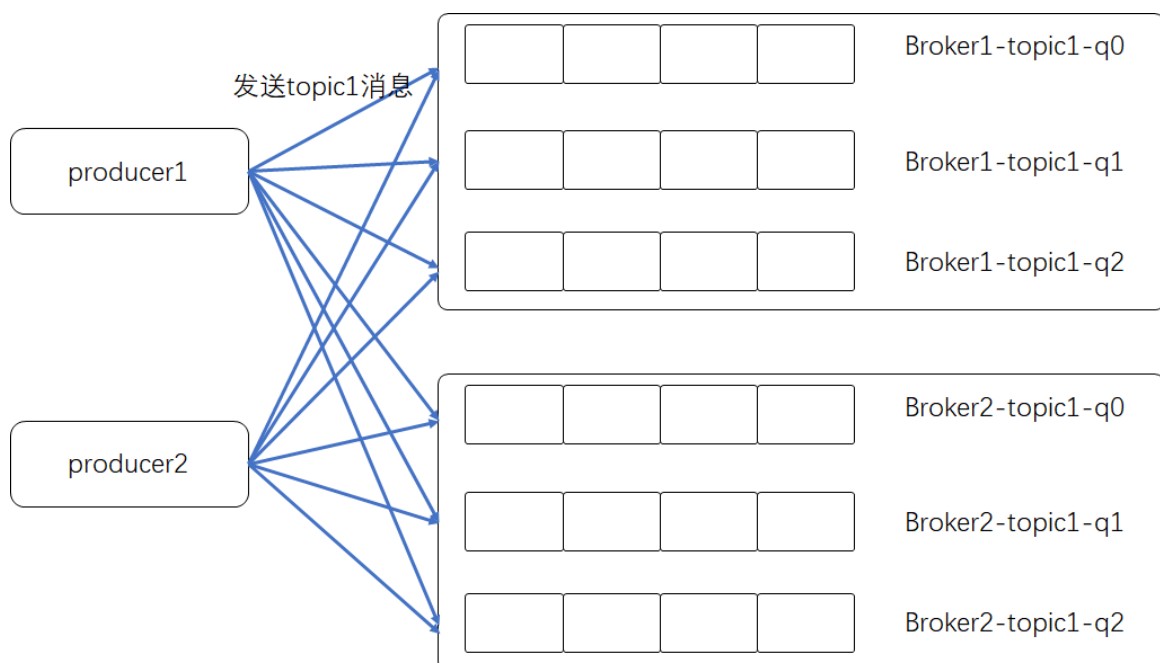 Broker1-topic1-q0
发送topic1消息
producer1
Broker1-topic1-q1
Broker1-topic1-q2
Broker2-topic1-q0
producer2
Broker2-topic1-q1
Broker2-topic1-q2